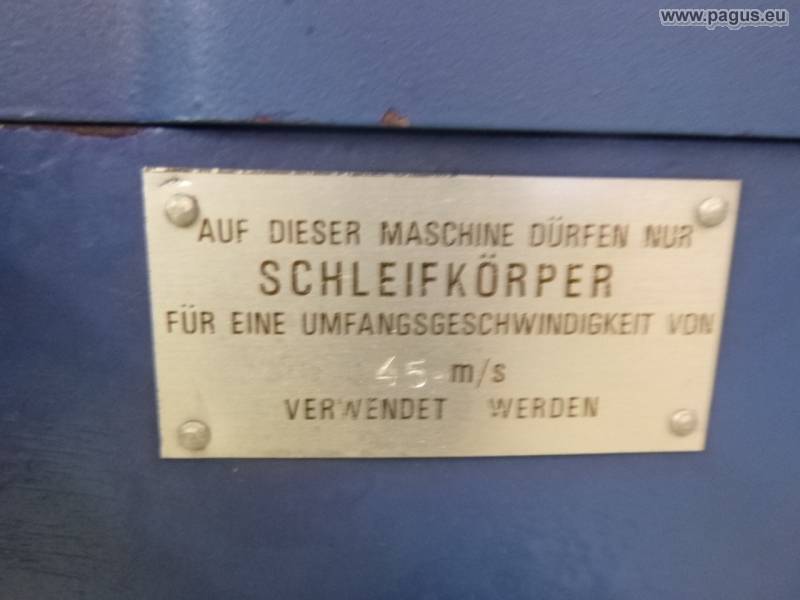 www.pagus.eu
AUF DIESER MASCHINE DÜRFEN NUR
SCHLEIFKÖRPER
FÜR EINE UMFANGSGESCHWINDIGKEIT VON
45 m/s
VERWENDET WERDEN